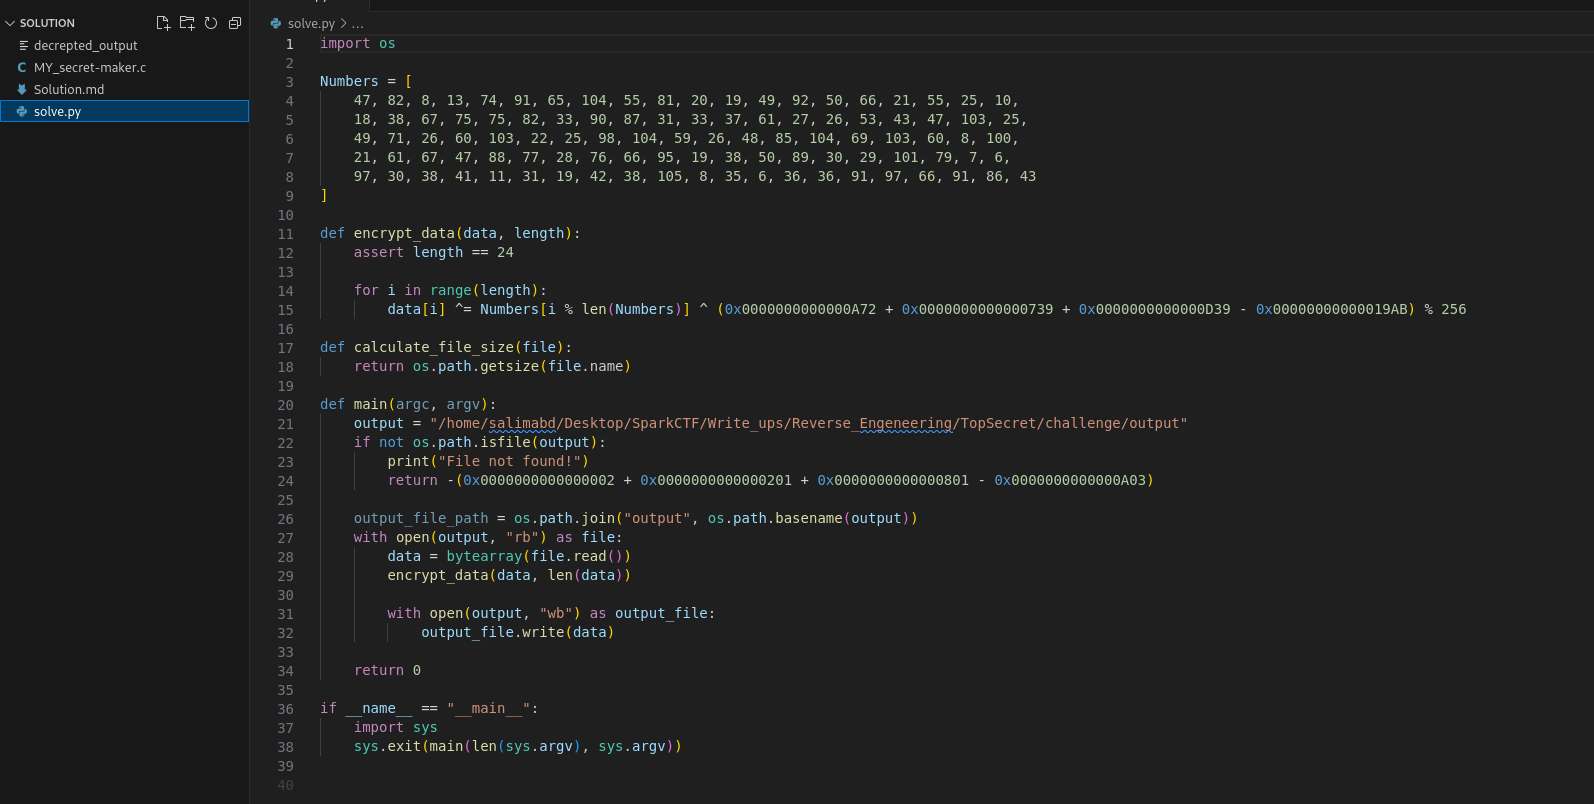 SOLUTION
decrepted_output
C MY_secret-maker.c
Solution.md
solve.py
solve.py > ...
1 import os
2
3 Numbers = [
4 47, 82, 8, 13, 74, 91, 65, 104, 55, 81, 20, 19, 49, 92, 50, 66, 21, 55, 25, 10,
5 18, 38, 67, 75, 75, 82, 33, 90, 87, 31, 33, 37, 61, 27, 26, 53, 43, 47, 103, 25,
6 49, 71, 26, 60, 103, 22, 25, 98, 104, 59, 26, 48, 85, 104, 69, 103, 60, 8, 100,
7 21, 61, 67, 47, 88, 77, 28, 76, 66, 95, 19, 38, 50, 89, 30, 29, 101, 79, 7, 6,
8 97, 30, 38, 41, 11, 31, 19, 42, 38, 105, 8, 35, 6, 36, 36, 91, 97, 66, 91, 86, 43
9 ]
10
11 def encrypt_data(data, length):
12 assert length == 24
13
14 for i in range(length):
15 data[i] ^= Numbers[i % len(Numbers)] ^ (0x0000000000000A72 + 0x0000000000000739 + 0x0000000000000D39 - 0x00000000000019AB) % 256
16
17 def calculate_file_size(file):
18 return os.path.getsize(file.name)
19
20 def main(argc, argv):
21 output = "/home/salimabd/Desktop/SparkCTF/Write_ups/Reverse_Engeneering/TopSecret/challenge/output"
22 if not os.path.isfile(output):
23 print("File not found!")
24 return -(0x0000000000000002 + 0x0000000000000201 + 0x0000000000000801 - 0x0000000000000A03)
25
26 output_file_path = os.path.join("output", os.path.basename(output))
27 with open(output, "rb") as file:
28 data = bytearray(file.read())
29 encrypt_data(data, len(data))
30
31 with open(output, "wb") as output_file:
32 output_file.write(data)
33
34 return 0
35
36 if __name__ == "__main__":
37 import sys
38 sys.exit(main(len(sys.argv), sys.argv))
39
40